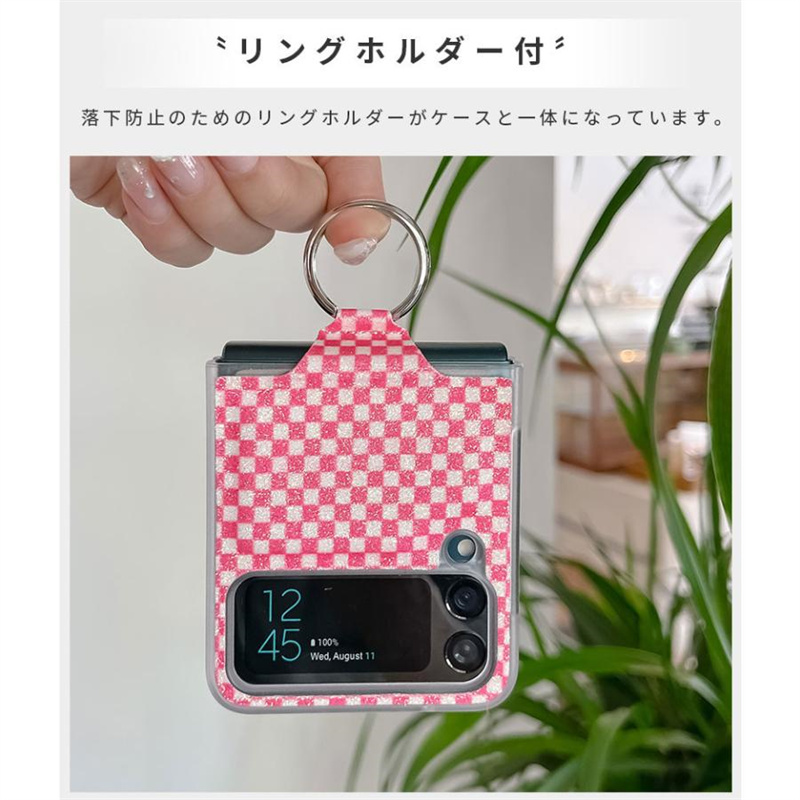 〝リングホルダー付〞
落下防止のためのリングホルダーがケースと一体になっています。
12
45
100%
Wed, August 11